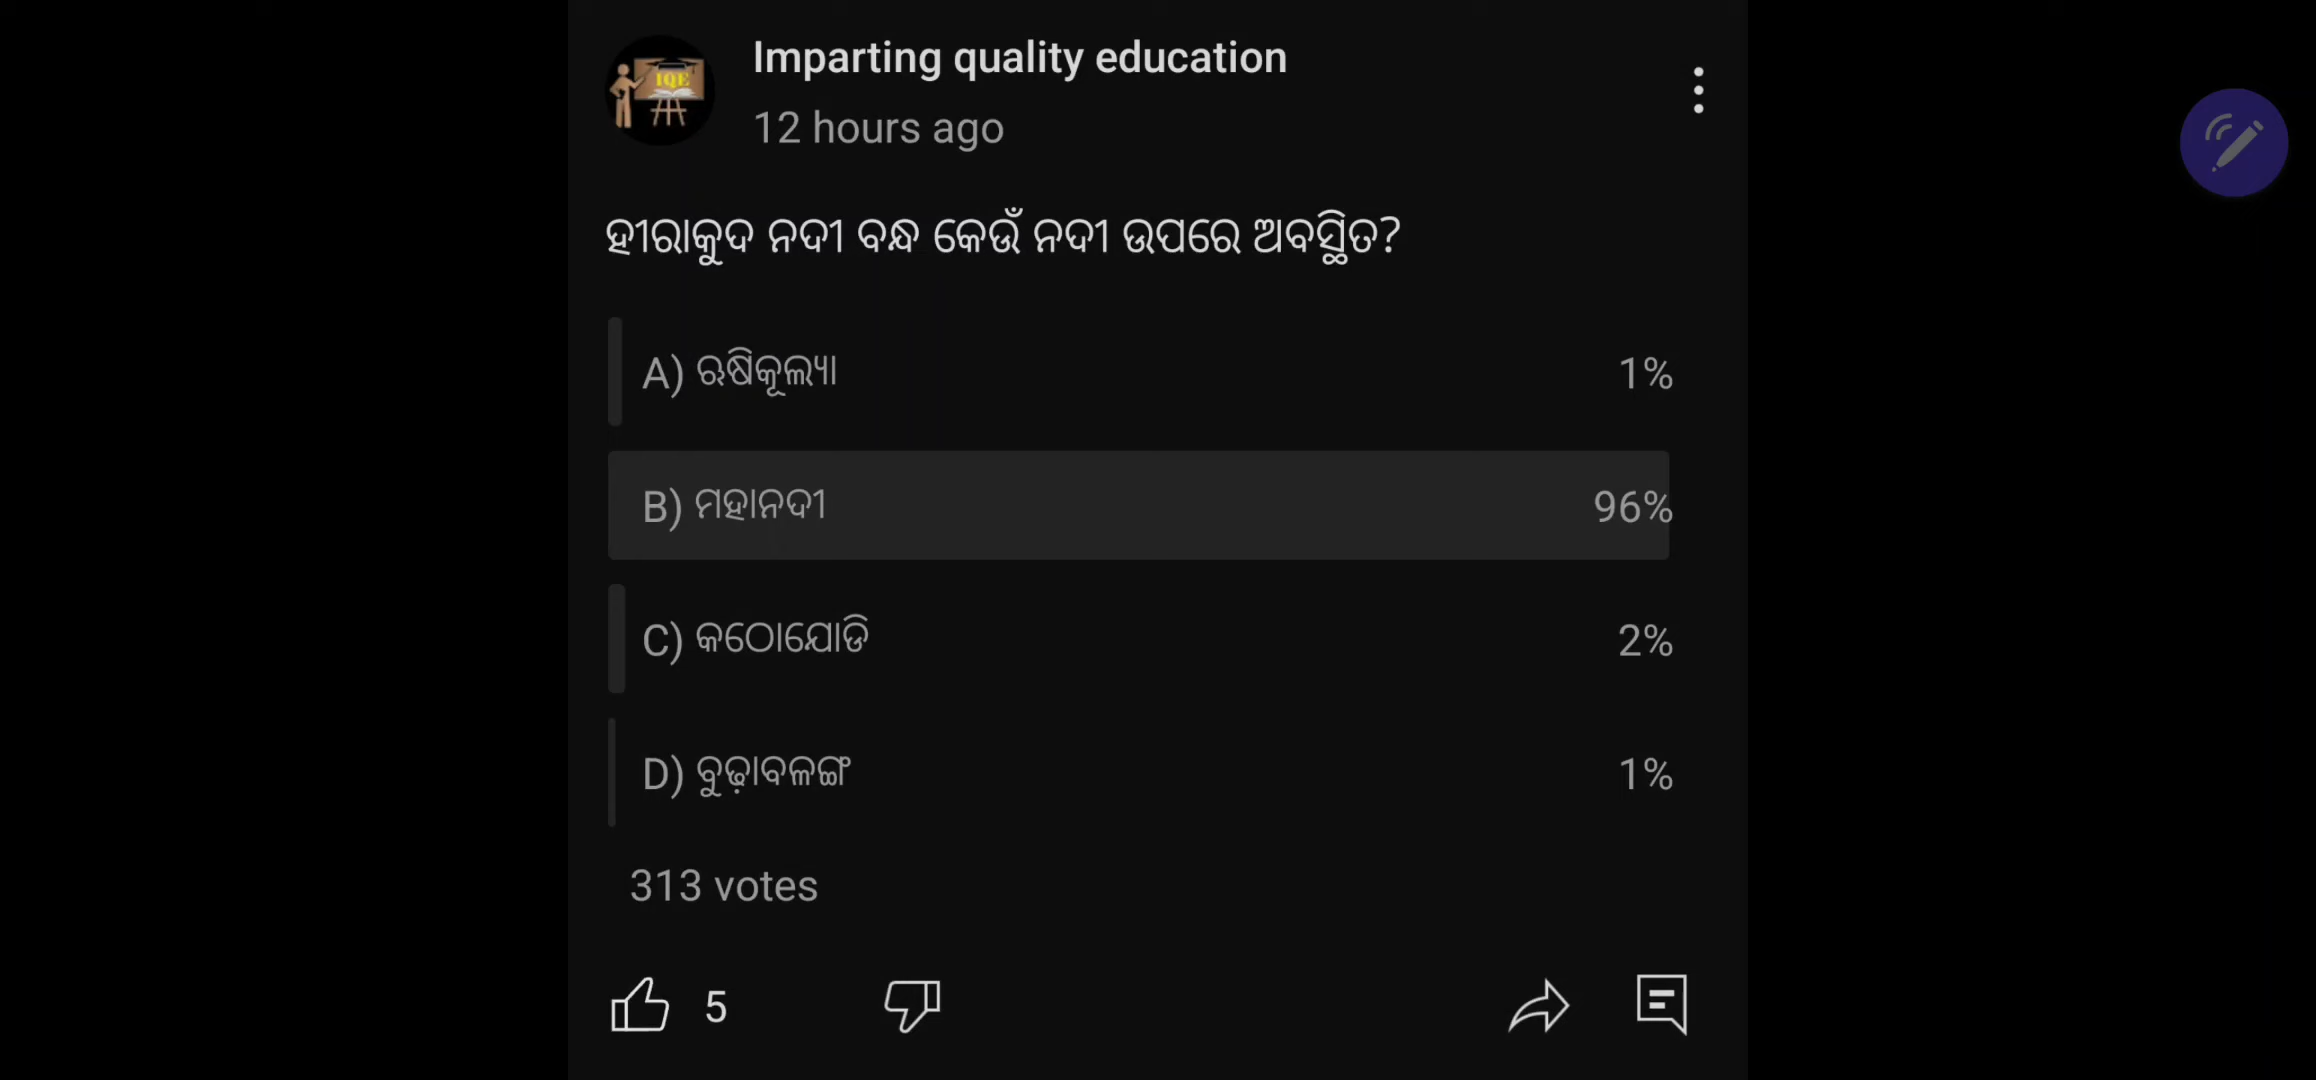 IQE
Imparting quality education
12 hours ago
ହୀରାକୁଦ ନଦୀ ବନ୍ଧ କେଉଁ ନଦୀ ଉପରେ ଅବସ୍ଥିତ?
A) ଋଷିକୂଲ୍ୟା 1%
B) ମହାନଦୀ 96%
C) କଠୋଯୋଡି 2%
D) ବୁଢ଼ାବଳଙ୍ଗ 1%
313 votes
5